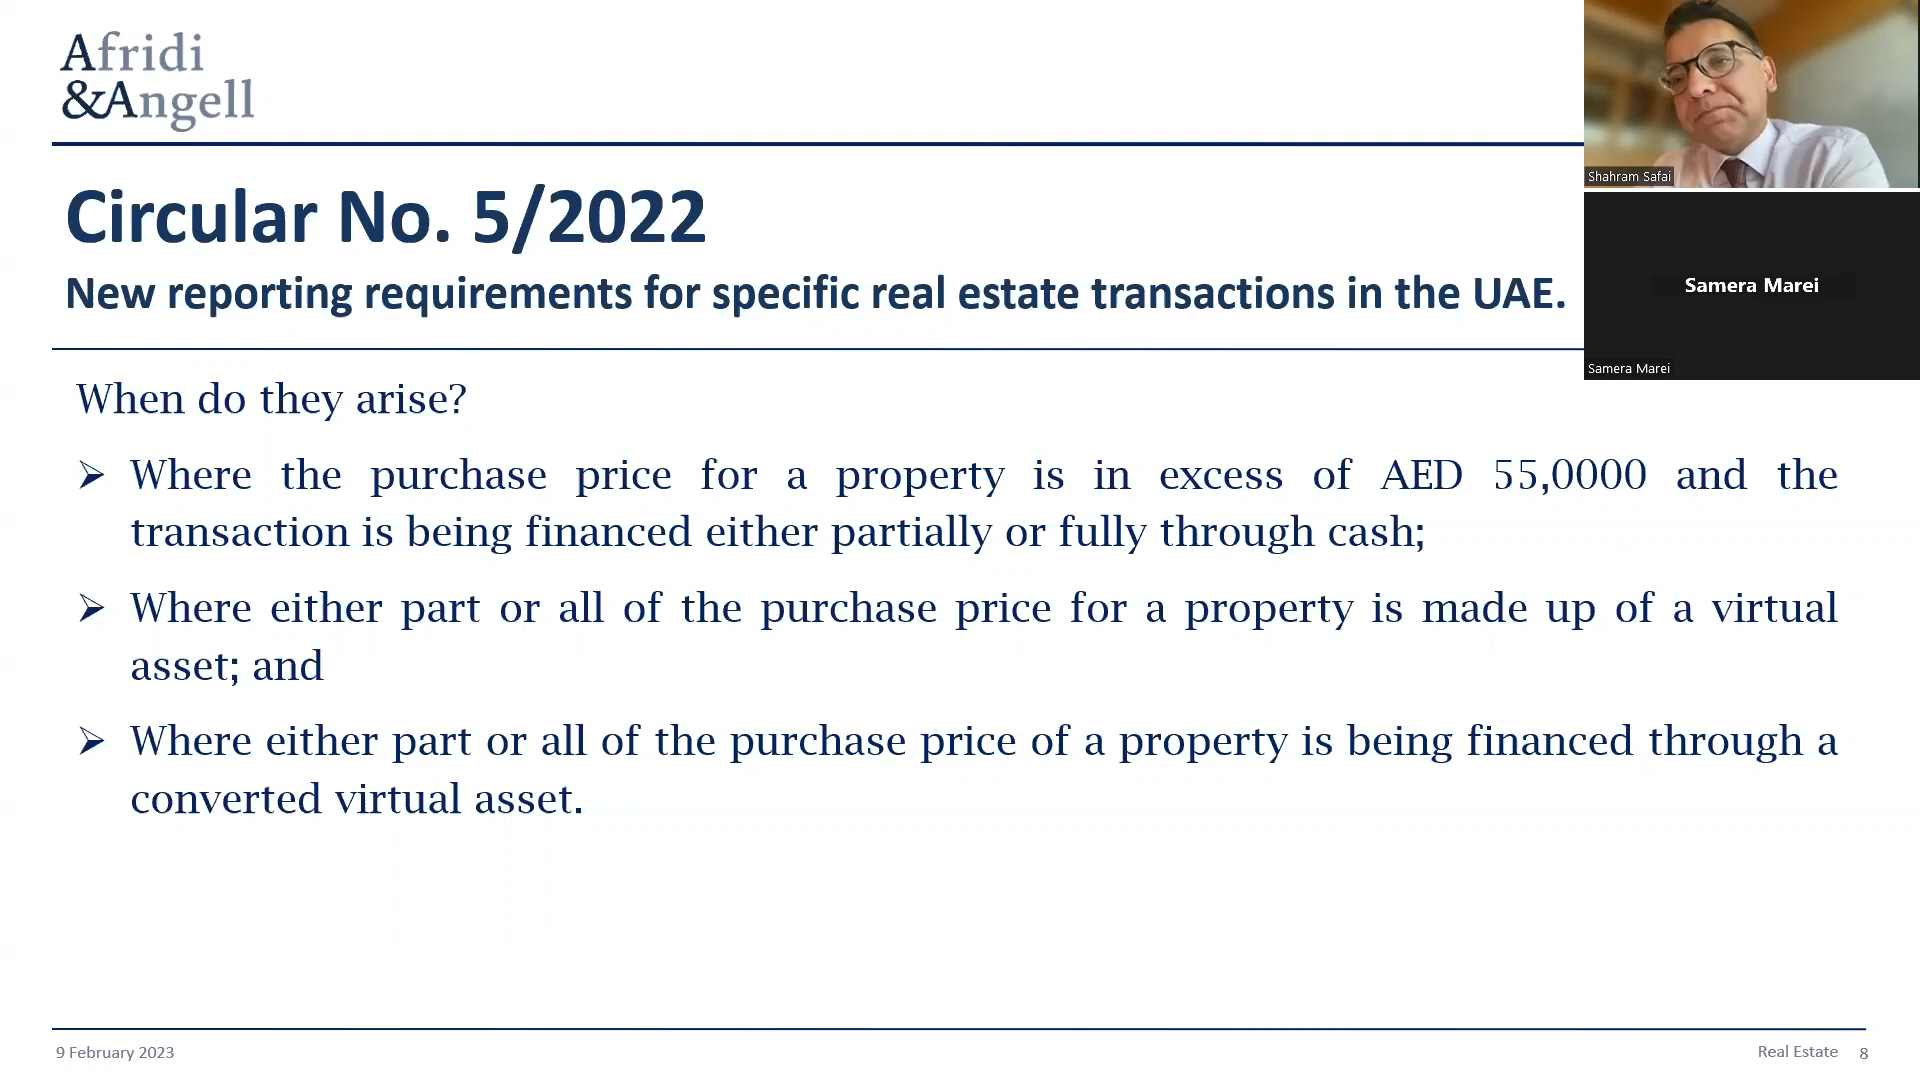 Afridi
&Angell
Circular No. 5/2022
New reporting requirements for specific real estate transactions in the UAE.
Shahram Safai
Samera Marei
Samera Marei
When do they arise?
➢ Where the purchase price for a property is in excess of AED 55,0000 and the
transaction is being financed either partially or fully through cash;
➢ Where either part or all of the purchase price for a property is made up of a virtual
asset; and
➢ Where either part or all of the purchase price of a property is being financed through a
converted virtual asset.
9 February 2023
Real Estate 8